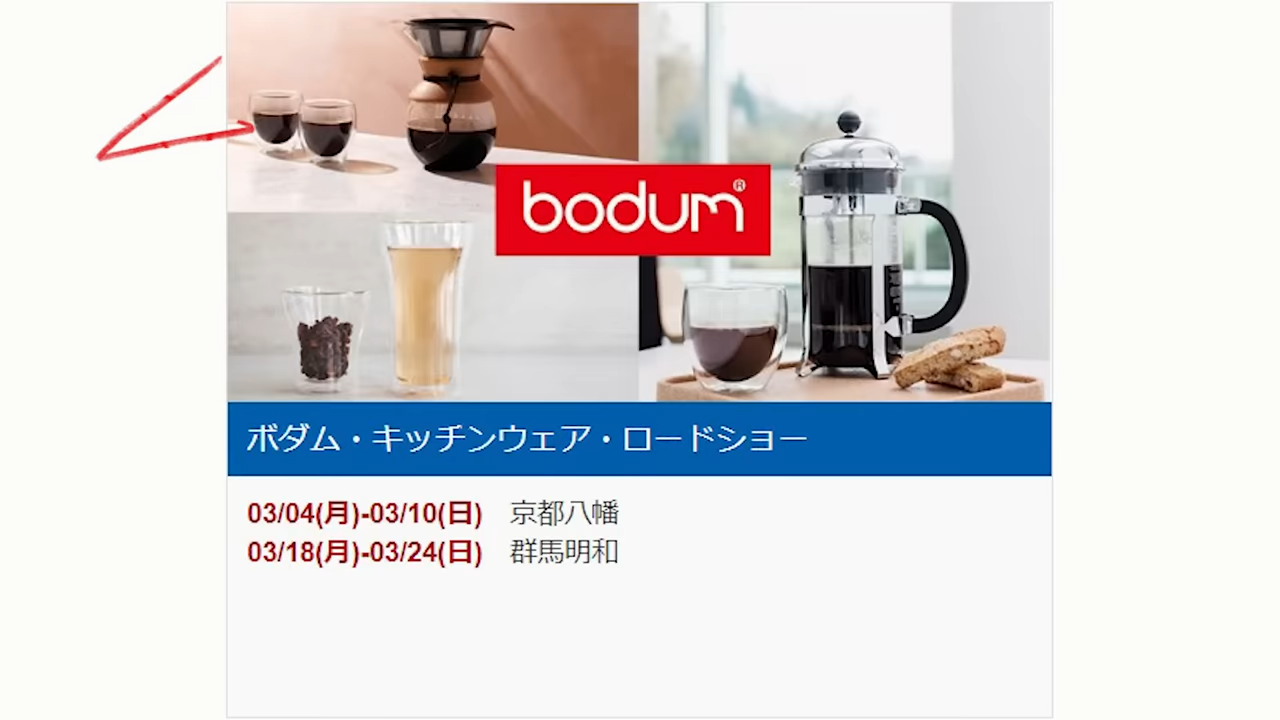 bodum®
ボダム・キッチンウェア・ロードショー
03/04(月)-03/10(日) 京都八幡
03/18(月)-03/24(日) 群馬明和